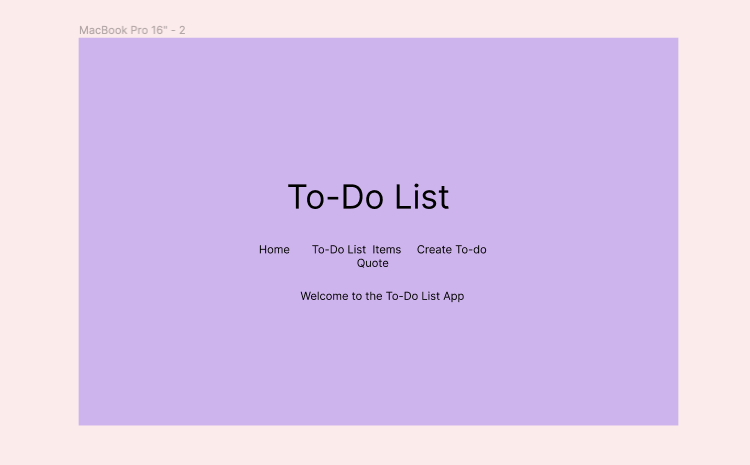 MacBook Pro 16" - 2
To-Do List
Home To-Do List Items Create To-do
Quote
Welcome to the To-Do List App